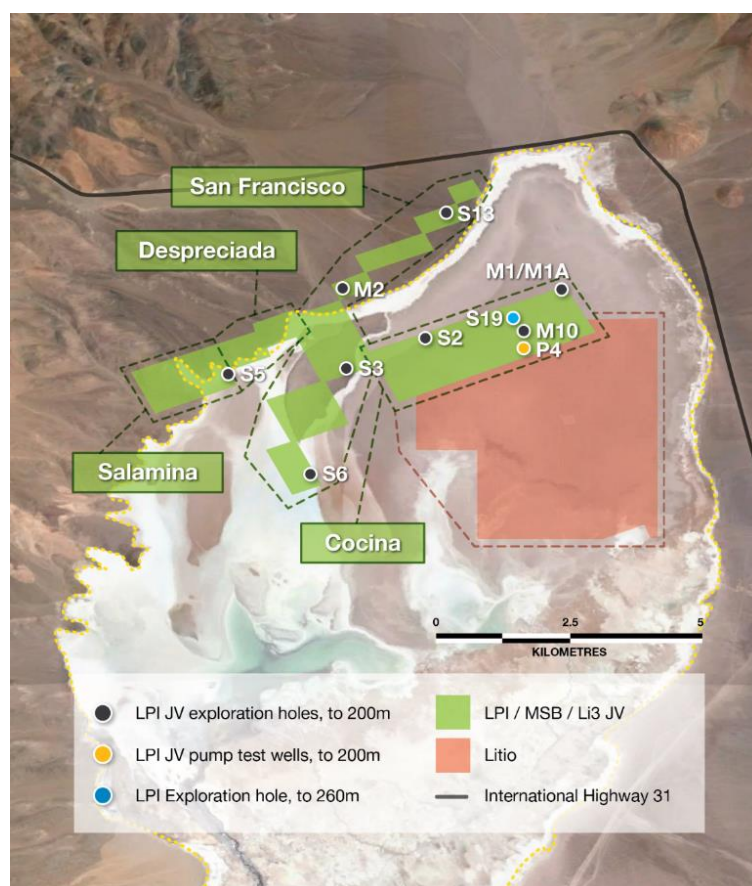 San Francisco
S13
Despreciada
M1/M1A
M2
S19
S2
M10
P4
S3
S5
Salamina
S6
Cocina
0
2.5
5
KILOMETRES
LPI JV exploration holes, to 200m
LPI / MSB / Li3 JV
LPI JV pump test wells, to 200m
Litio
LPI Exploration hole, to 260m
International Highway 31